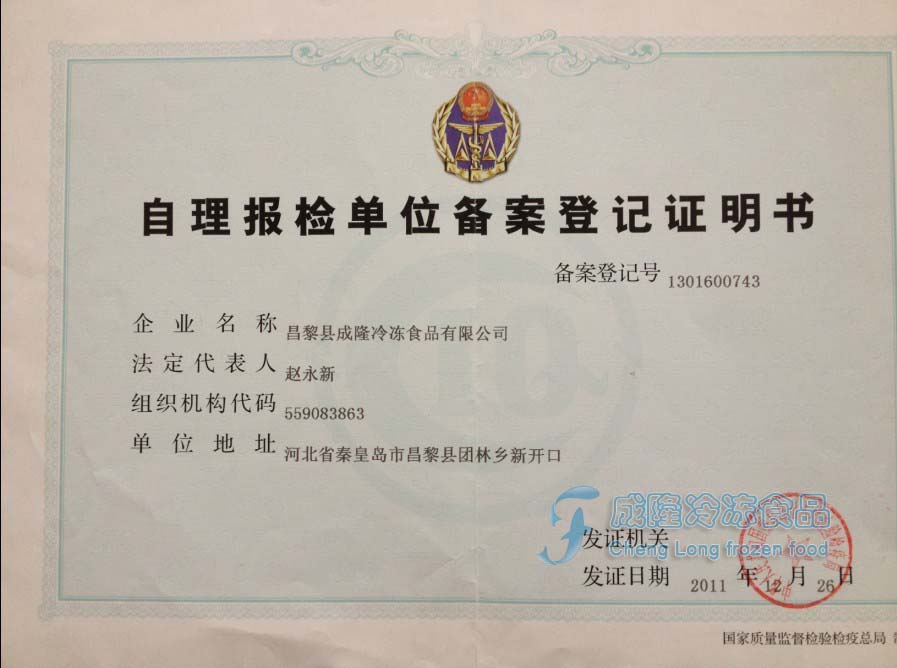 自理报检单位备案登记证明书
备案登记号 1301600743
企业名称 昌黎县成隆冷冻食品有限公司
法定代表人 赵永新
组织机构代码 559083863
单位地址 河北省秦皇岛市昌黎县团林乡新开口
成隆冷冻食品
发证机关
Cheng Long frozen food
发证日期 2011 年 12 月 26 日
国家质量监督检验检疫总局